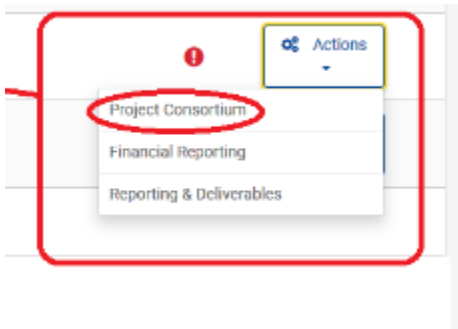 Actions
Project Consortium
Financial Reporting
Reporting & Deliverables